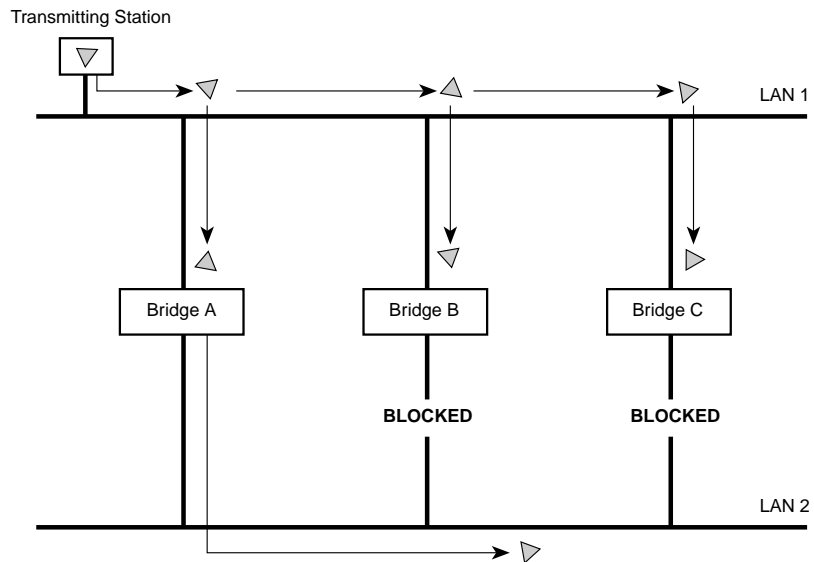 Transmitting Station
LAN 1
Bridge A
Bridge B
Bridge C
BLOCKED
BLOCKED
LAN 2